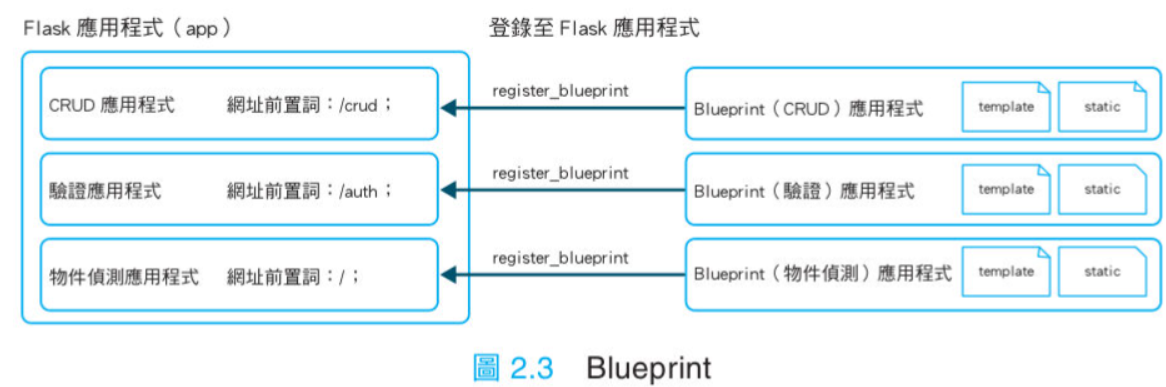 Flask 應用程式（app）
登錄至 Flask 應用程式
CRUD 應用程式 網址前置詞：/crud；
register_blueprint
Blueprint（CRUD）應用程式
template
static
驗證應用程式 網址前置詞：/auth；
register_blueprint
Blueprint（驗證）應用程式
template
static
物件偵測應用程式 網址前置詞：/；
register_blueprint
Blueprint（物件偵測）應用程式
template
static
圖 2.3 Blueprint